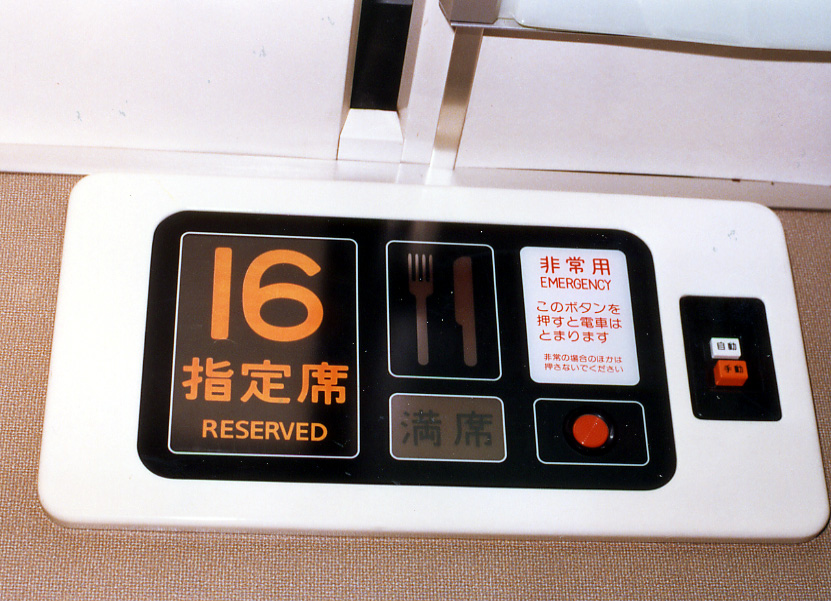 16
指定席
RESERVED
満席
非常用
EMERGENCY
このボタンを
押すと電車は
とまります
非常の場合のほかは
押さないでください
自動
手動